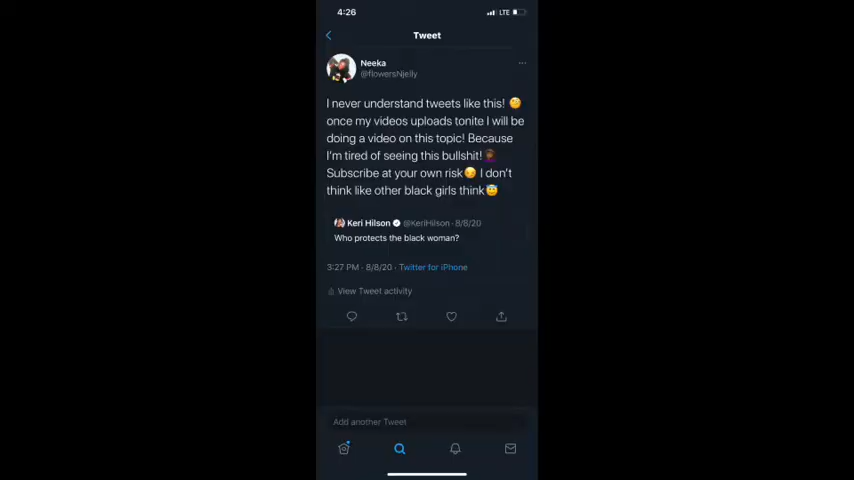 4:26
LTE
Tweet
Neeka
@flowersNjelly
I never understand tweets like this! 🧐
once my videos uploads tonite I will be
doing a video on this topic! Because
I'm tired of seeing this bullshit!🤦🏾‍♀️
Subscribe at your own risk😏 I don't
think like other black girls think😇
Keri Hilson @KeriHilson · 8/8/20
Who protects the black woman?
3:27 PM · 8/8/20 · Twitter for iPhone
View Tweet activity
Add another Tweet